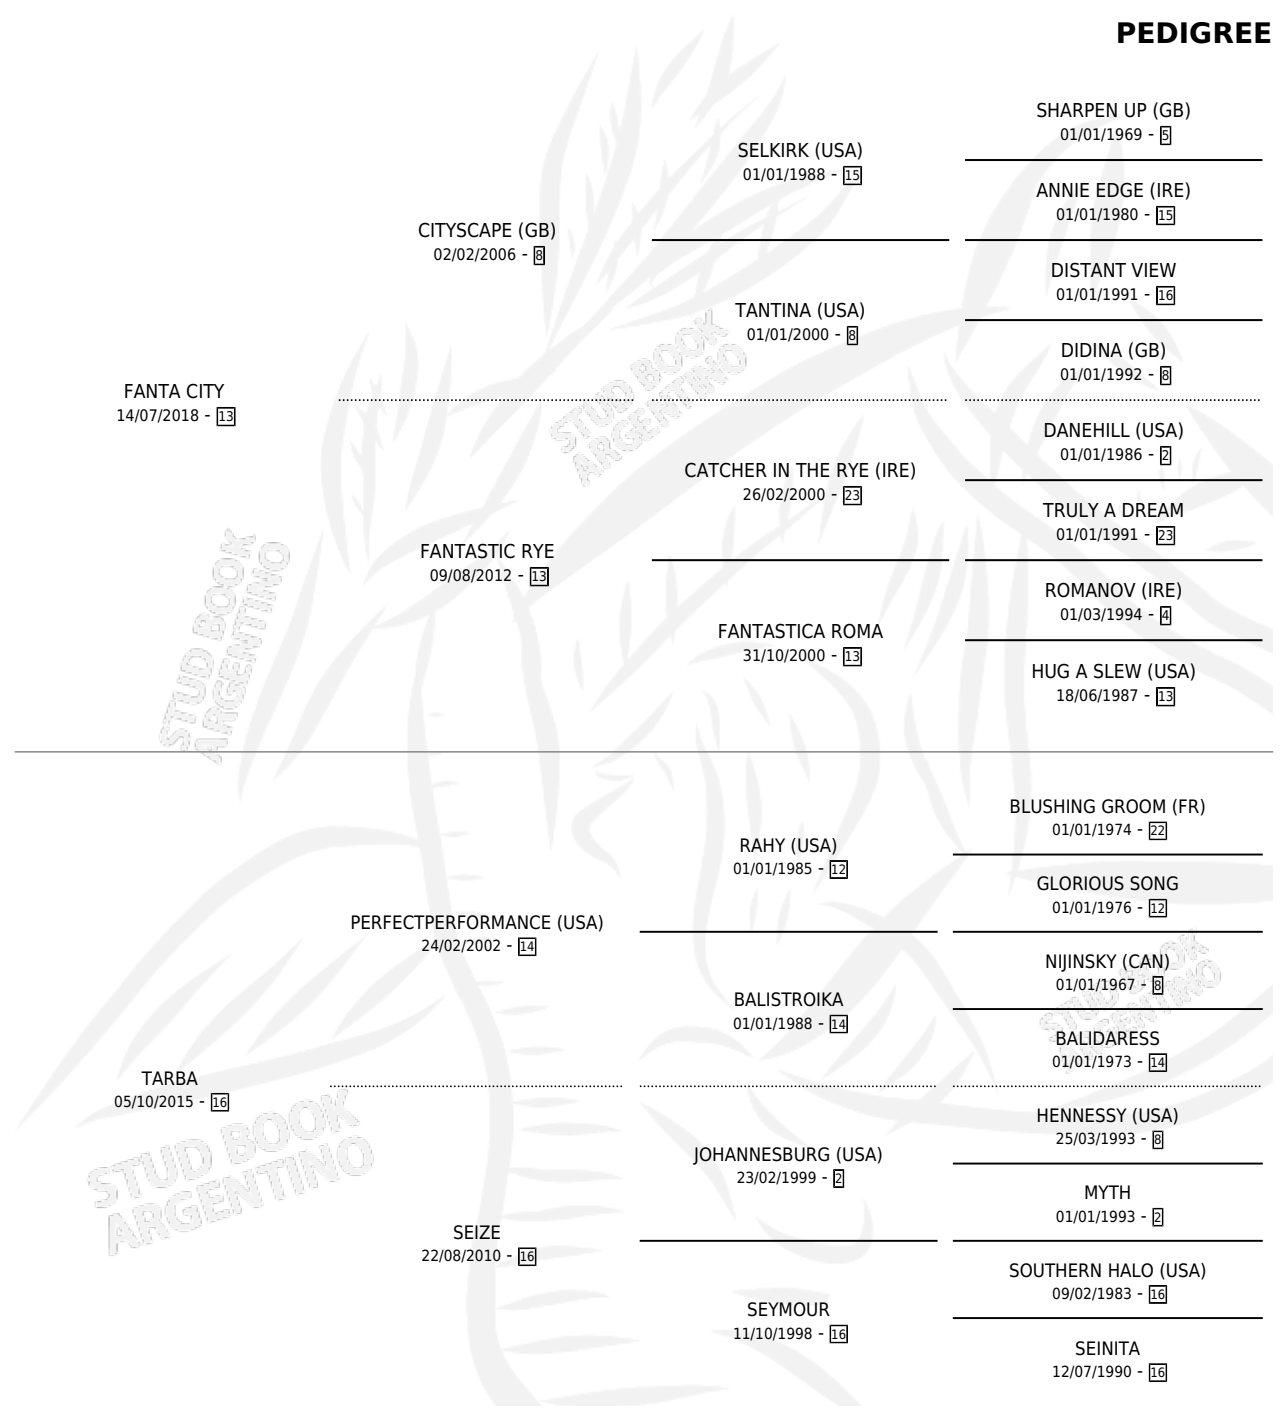 PEDIGREE
SHARPEN UP (GB)
01/01/1969 - 5
SELKIRK (USA)
01/01/1988 - 15
ANNIE EDGE (IRE)
01/01/1980 - 15
CITYSCAPE (GB)
02/02/2006 - 8
DISTANT VIEW
01/01/1991 - 16
TANTINA (USA)
01/01/2000 - 8
DIDINA (GB)
01/01/1992 - 8
FANTA CITY
14/07/2018 - 13
STUD BOOK
ARGENTINO
DANEHILL (USA)
01/01/1986 - 2
CATCHER IN THE RYE (IRE)
26/02/2000 - 23
TRULY A DREAM
01/01/1991 - 23
FANTASTIC RYE
09/08/2012 - 13
ROMANOV (IRE)
01/03/1994 - 4
FANTASTICA ROMA
31/10/2000 - 13
HUG A SLEW (USA)
18/06/1987 - 13
STUD BOOK
ARGENTINO
BLUSHING GROOM (FR)
01/01/1974 - 22
RAHY (USA)
01/01/1985 - 12
GLORIOUS SONG
01/01/1976 - 12
PERFECTPERFORMANCE (USA)
24/02/2002 - 14
NIJINSKY (CAN)
01/01/1967 - 8
BALISTROIKA
01/01/1988 - 14
STUD BOOK
ARGENTINO
BALIDARESS
01/01/1973 - 14
TARBA
05/10/2015 - 16
HENNESSY (USA)
25/03/1993 - 8
JOHANNESBURG (USA)
23/02/1999 - 2
MYTH
01/01/1993 - 2
STUD BOOK
ARGENTINO
SEIZE
22/08/2010 - 16
SOUTHERN HALO (USA)
09/02/1983 - 16
SEYMOUR
11/10/1998 - 16
SEINITA
12/07/1990 - 16